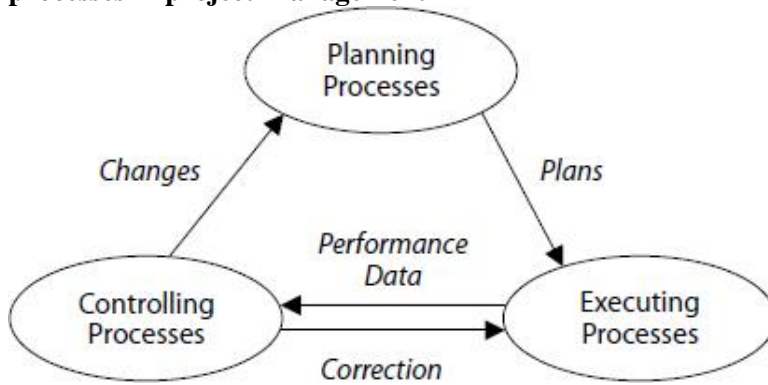 Planning
Processes
Changes
Plans
Performance
Data
Controlling
Processes
Executing
Processes
Correction